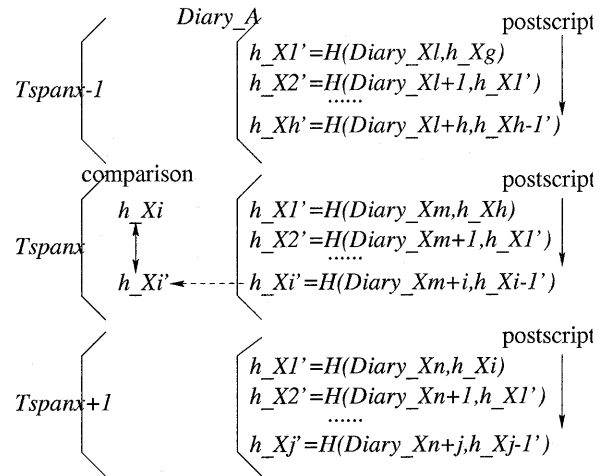 Diary_A
postscript
h_X1'=H(Diary_Xl,h_Xg)
Tspanx-1
h_X2'=H(Diary_Xl+1,h_X1')
......
h_Xh'=H(Diary_Xl+h,h_Xh-1')
comparison
postscript
h_Xi
h_X1'=H(Diary_Xm,h_Xh)
Tspanx
h_X2'=H(Diary_Xm+1,h_X1')
......
h_Xi'
h_Xi'=H(Diary_Xm+i,h_Xi-1')
postscript
h_X1'=H(Diary_Xn,h_Xi)
Tspanx+1
h_X2'=H(Diary_Xn+1,h_X1')
......
h_Xj'=H(Diary_Xn+j,h_Xj-1')